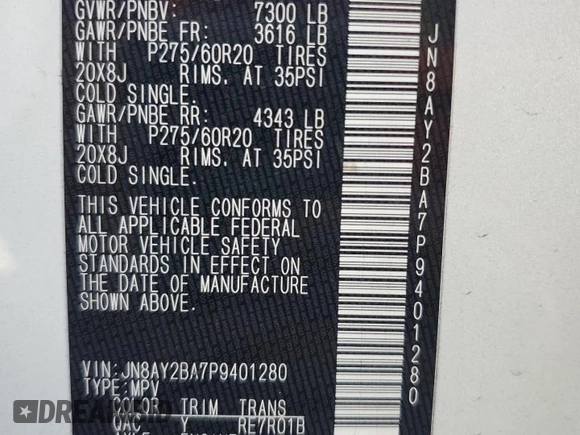 GVWR/PNBV: 7300 LB
GAWR/PNBE FR: 3616 LB
WITH P275/60R20 TIRES
20X8J RIMS. AT 35PSI
COLD SINGLE.
GAWR/PNBE RR: 4343 LB
WITH P275/60R20 TIRES
20X8J RIMS. AT 35PSI
COLD SINGLE.
THIS VEHICLE CONFORMS TO
ALL APPLICABLE FEDERAL
MOTOR VEHICLE SAFETY
STANDARDS IN EFFECT ON
THE DATE OF MANUFACTURE
SHOWN ABOVE.
VIN:JN8AY2BA7P9401280
TYPE:MPV
COLOR TRIM TRANS
QAC Y RE7R01B
JN8AY2BA7P9401280
DREAMBID